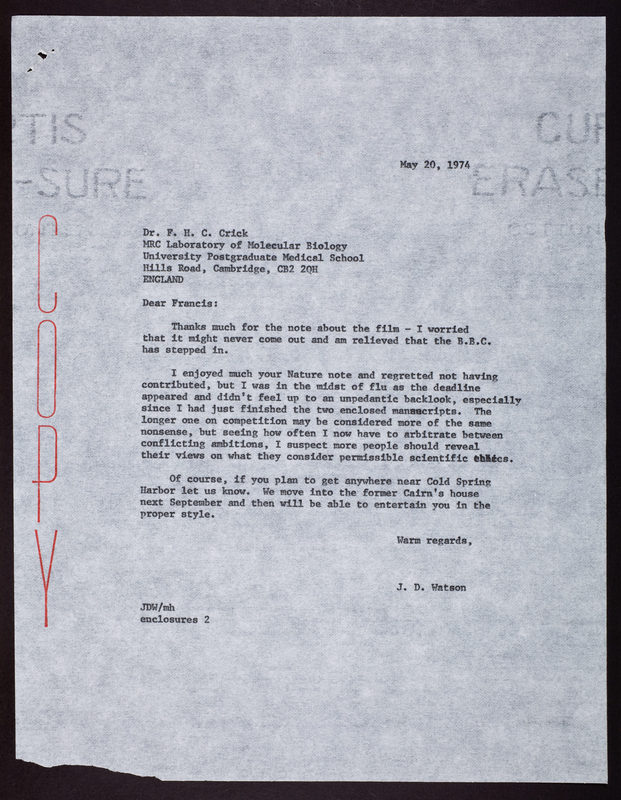 TIS
CUR
-SURE
ERASE
May 20, 1974
COPY
Dr. F. H. C. Crick
MRC Laboratory of Molecular Biology
University Postgraduate Medical School
Hills Road, Cambridge, CB2 2QH
ENGLAND
Dear Francis:
Thanks much for the note about the film - I worried
that it might never come out and am relieved that the B.B.C.
has stepped in.
I enjoyed much your Nature note and regretted not having
contributed, but I was in the midst of flu as the deadline
appeared and didn't feel up to an unpedantic backlook, especially
since I had just finished the two enclosed manuscripts. The
longer one on competition may be considered more of the same
nonsense, but seeing how often I now have to arbitrate between
conflicting ambitions, I suspect more people should reveal
their views on what they consider permissible scientific ethics.
Of course, if you plan to get anywhere near Cold Spring
Harbor let us know. We move into the former Cairn's house
next September and then will be able to entertain you in the
proper style.
Warm regards,
J. D. Watson
JDW/mh
enclosures 2